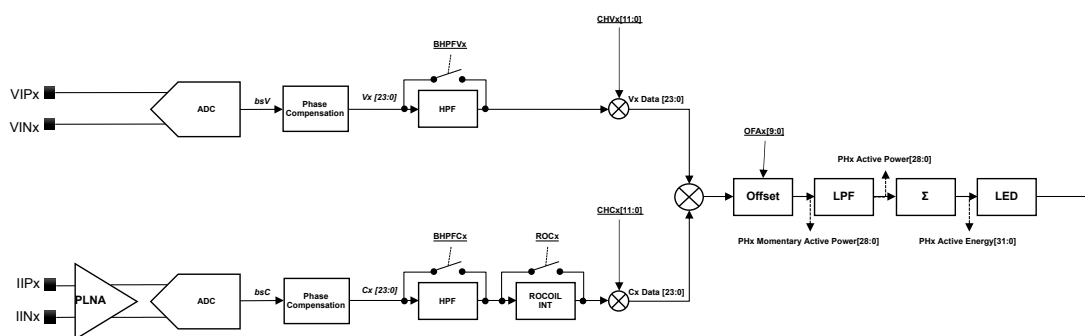 CHVx[11:0]
BHPFVx
VIPx
VINx
ADC
bsV
Phase
Compensation
Vx [23:0]
HPF
Vx Data [23:0]
OFAx[9:0]
PHx Active Power[28:0]
Offset
LPF
Σ
LED
PHx Momentary Active Power[28:0]
PHx Active Energy[31:0]
CHCx[11:0]
BHPFCx
ROCx
IIPx
IINx
PLNA
ADC
bsC
Phase
Compensation
Cx [23:0]
HPF
ROCOIL
INT
Cx Data [23:0]